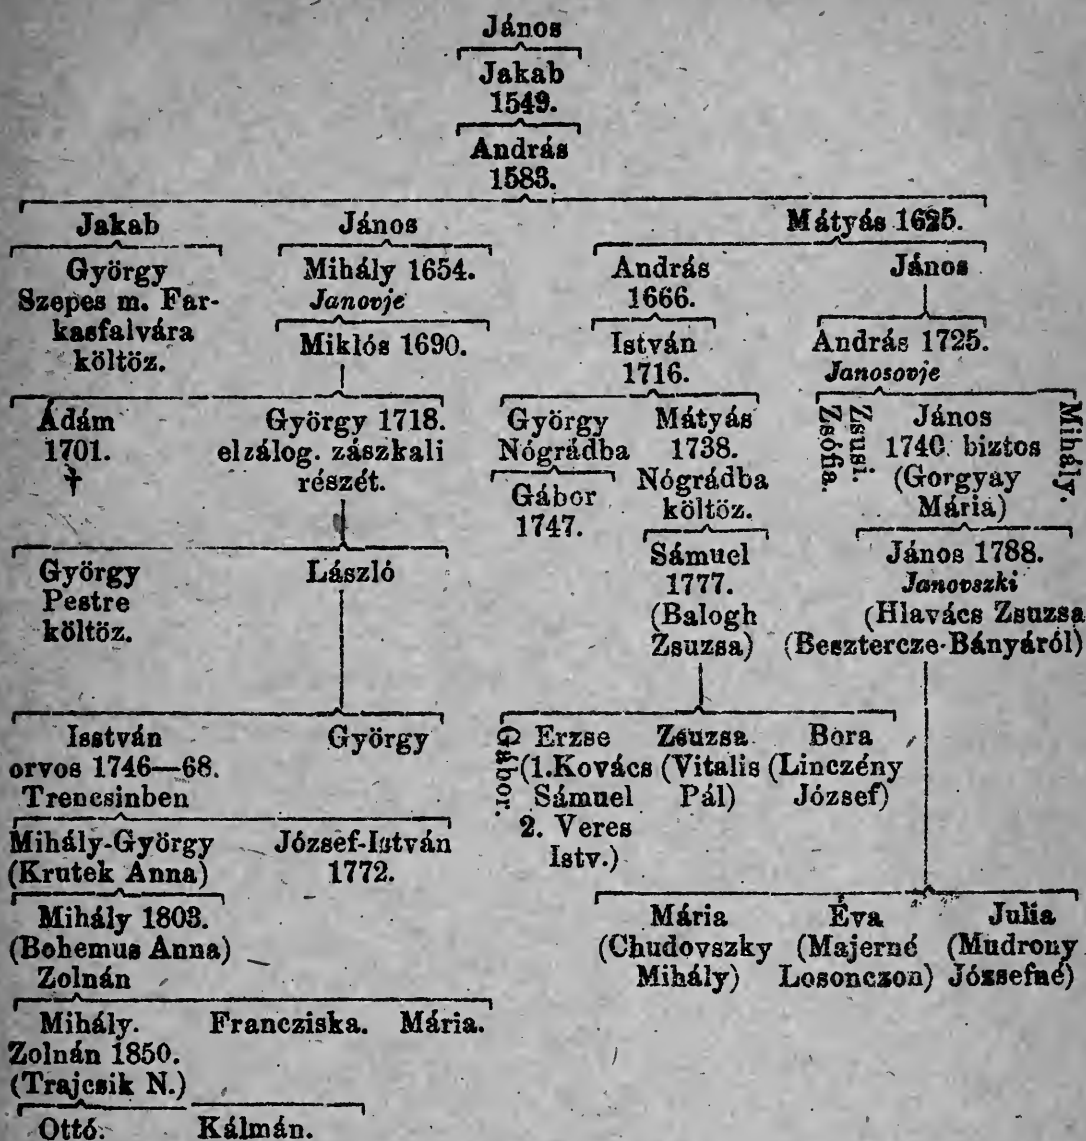 János
Jakab
1549.
András
1583.
Jakab János Mátyás 1625.
György Mihály 1654. András János
Szepes m. Far- Janovje 1666.
kasfalvára Miklós 1690. István András 1725.
költöz. 1716. Janosovje
Ádám György 1718. György Mátyás Zsófia. Zsusi. János Mihály.
1701. elzálog. zászkali Nógrádba 1738. 1740. biztos
† részét. Gábor Nógrádba (Gorgyay
1747. költöz. Mária)
György László Sámuel János 1788.
Pestre 1777. Janovszki
költöz. (Balogh (Hlavács Zsuzsa
Zsuzsa) (Besztercze-Bányáról)
Isstván György Gábor. Erzse Zsuzsa Bora
orvos 1746—68. (1.Kovács (Vitalis (Linczény
Trencsinben Sámuel Pál) József)
Mihály-György József-István 2. Veres
(Krutek Anna) 1772. Istv.)
Mihály 1803. Mária Éva Julia
(Bohemus Anna) (Chudovszky (Majerné (Mudrony
Zolnán Mihály) Losonczon) Józsefné)
Mihály. Francziska. Mária.
Zolnán 1850.
(Trajcsik N.)
Ottó. Kálmán.